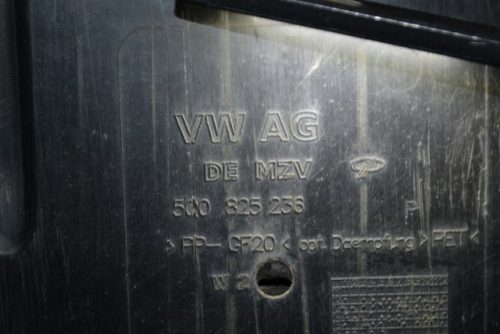 VW AG
DE MZV
5Q0 825 236 P
>PP-GF20< opt. Daempfung >PET<
W 2